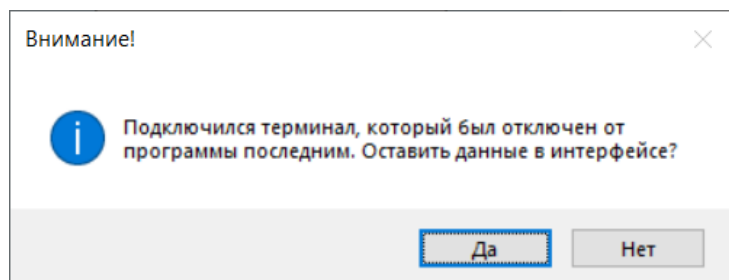 Внимание!
Подключился терминал, который был отключен от
программы последним. Оставить данные в интерфейсе?
Да
Нет